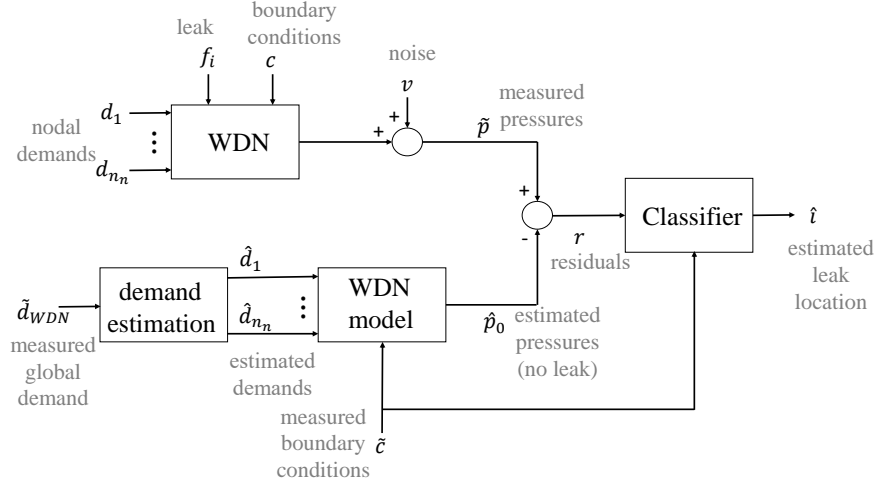 leak
boundary
conditions
f_i
c
noise
v
d_1
nodal
demands
⋮
d_{n_n}
WDN
+
+
p̃
measured
pressures
+
-
r
residuals
Classifier
î
estimated
leak
location
d̃_{WDN}
measured
global
demand
demand
estimation
d̂_1
⋮
d̂_{n_n}
estimated
demands
WDN
model
p̂_0
estimated
pressures
(no leak)
measured
boundary
conditions
c̃